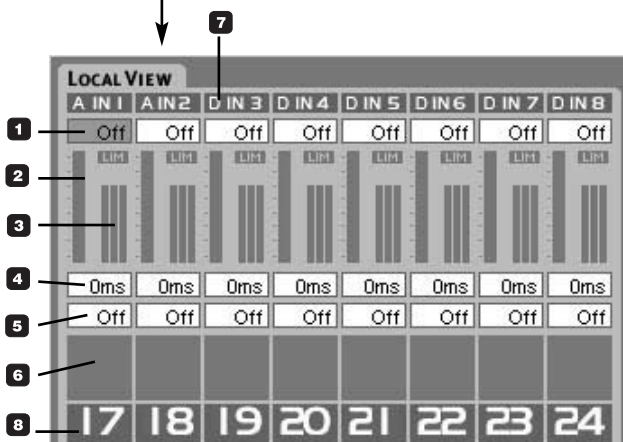 7
LOCAL VIEW
A IN 1 A IN 2 D IN 3 D IN 4 D IN 5 D IN 6 D IN 7 D IN 8
1 Off Off Off Off Off Off Off Off
LIM LIM LIM LIM LIM LIM LIM LIM
2
3
4 0ms 0ms 0ms 0ms 0ms 0ms 0ms 0ms
5 Off Off Off Off Off Off Off Off
6
8 17 18 19 20 21 22 23 24